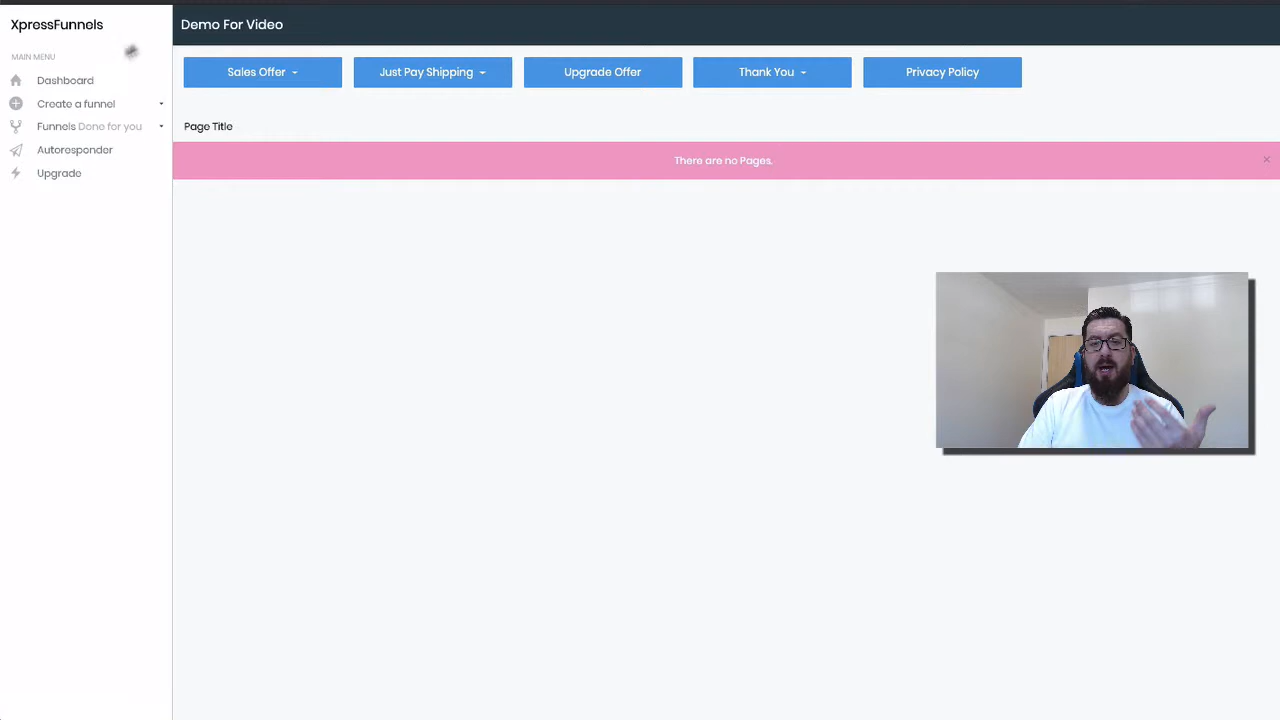 XpressFunnels
Demo For Video
MAIN MENU
Dashboard
Create a funnel
Funnels Done for you
Autoresponder
Upgrade
Sales Offer
Just Pay Shipping
Upgrade Offer
Thank You
Privacy Policy
Page Title
There are no Pages.
×